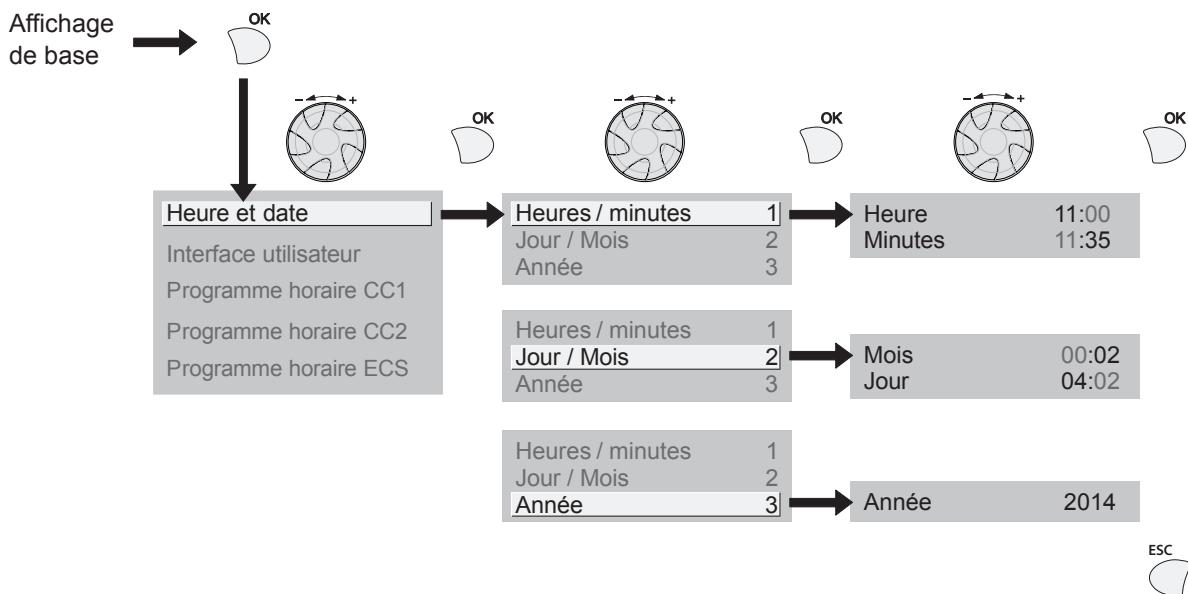 Affichage
de base
OK
- +
OK
- +
OK
- +
OK
Heure et date
Interface utilisateur
Programme horaire CC1
Programme horaire CC2
Programme horaire ECS
Heures / minutes 1
Jour / Mois 2
Année 3
Heure 11:00
Minutes 11:35
Heures / minutes 1
Jour / Mois 2
Année 3
Mois 00:02
Jour 04:02
Heures / minutes 1
Jour / Mois 2
Année 3
Année 2014
ESC